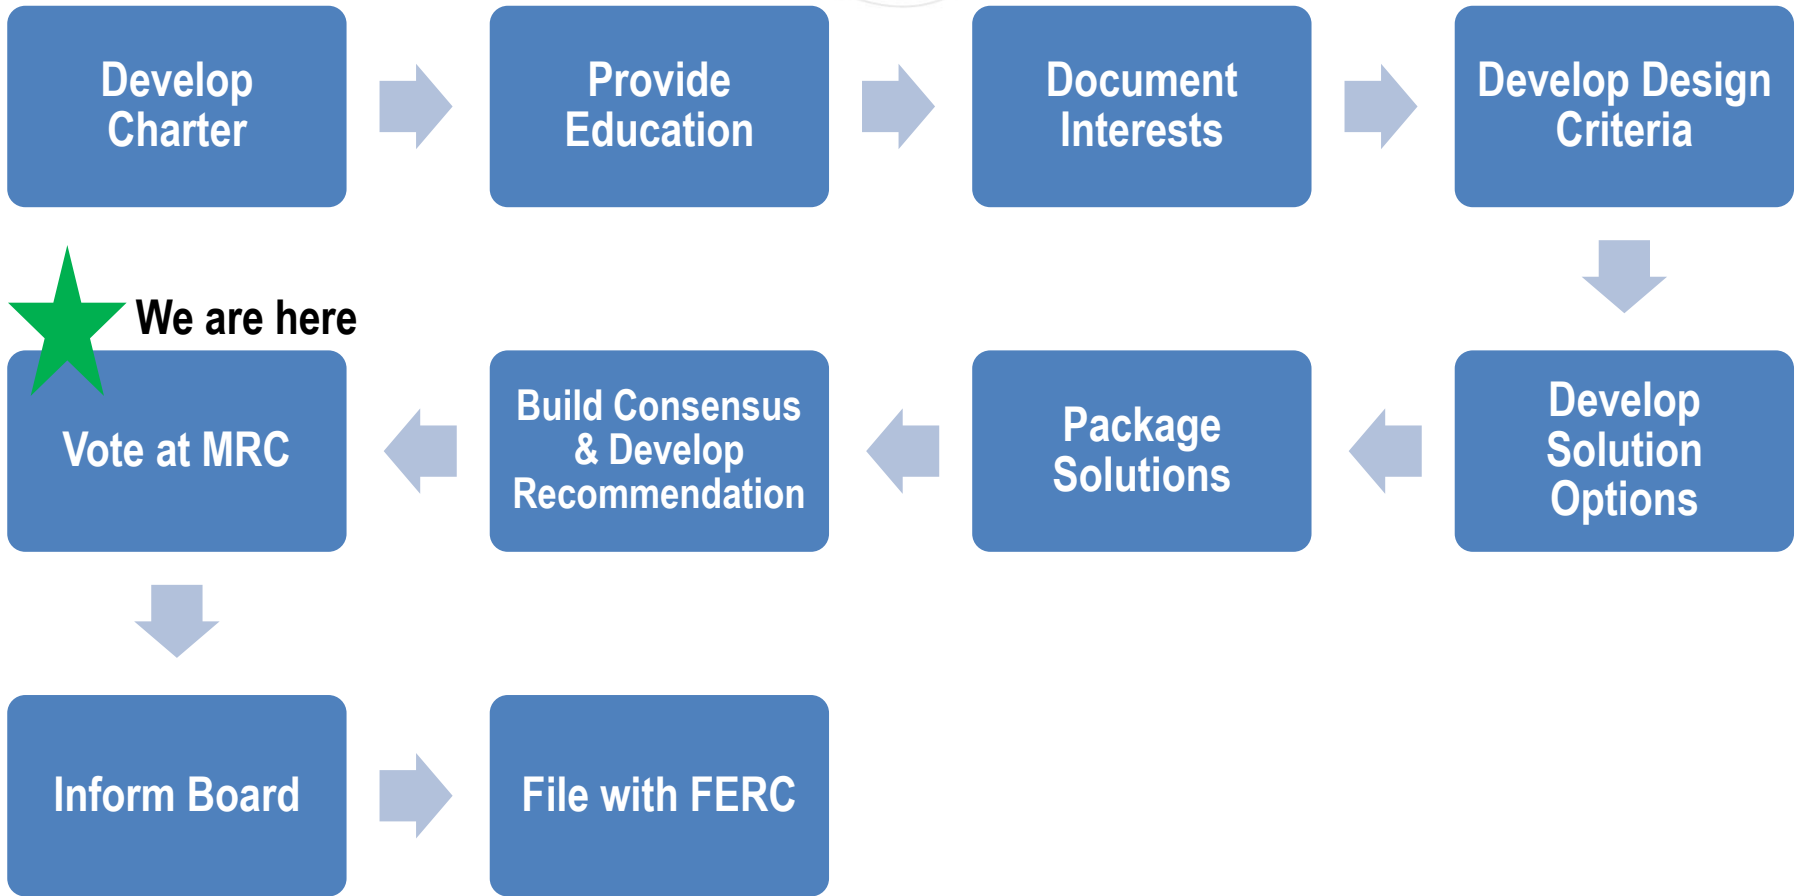 Develop
Charter
Provide
Education
Document
Interests
Develop Design
Criteria
We are here
Vote at MRC
Build Consensus
& Develop
Recommendation
Package
Solutions
Develop
Solution
Options
Inform Board
File with FERC